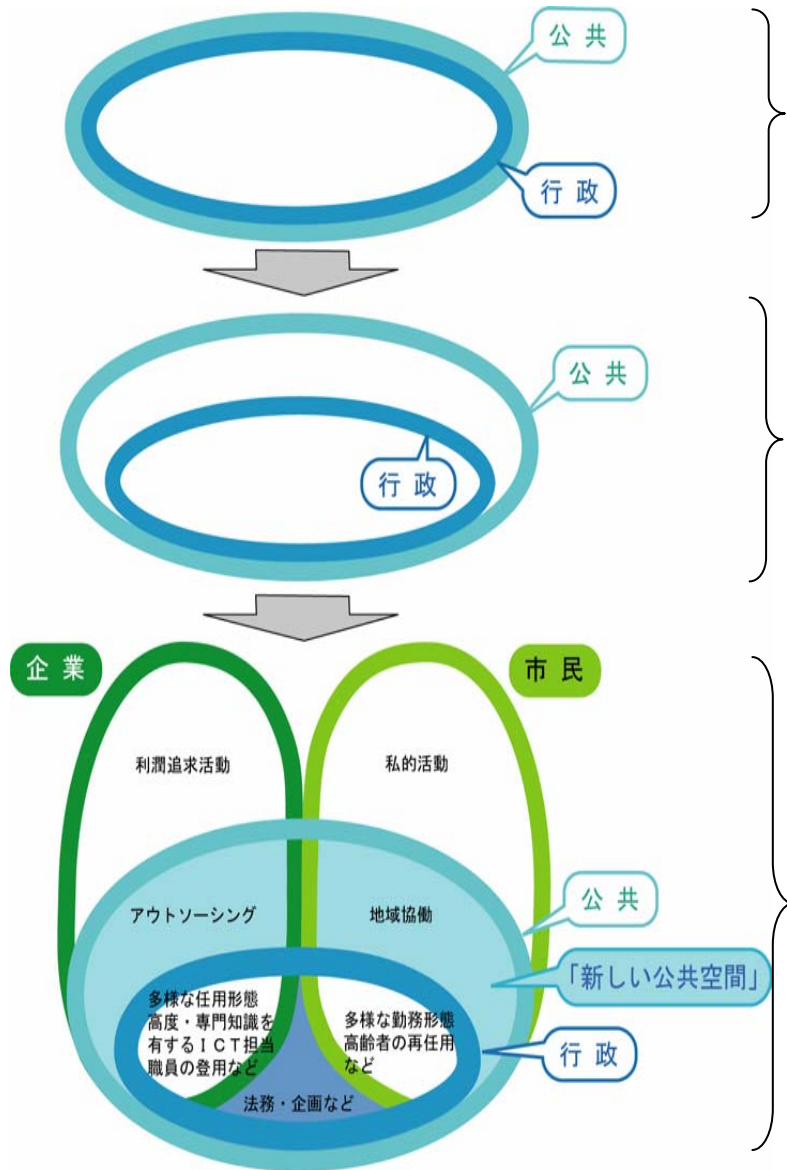 公 共
行 政
公 共
行 政
企 業
市 民
利潤追求活動
私的活動
アウトソーシング
地域協働
公 共
「新しい公共空間」
多様な任用形態
高度・専門知識を
有するＩＣＴ担当
職員の登用など
多様な勤務形態
高齢者の再任用
など
行 政
法務・企画など